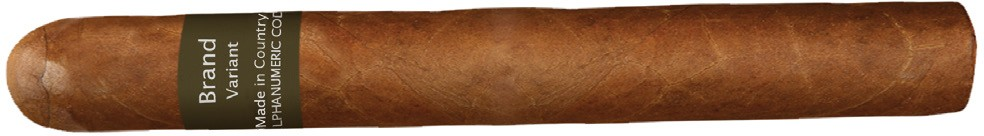 Brand
Variant
Made in Country
LPHANUMERIC COD